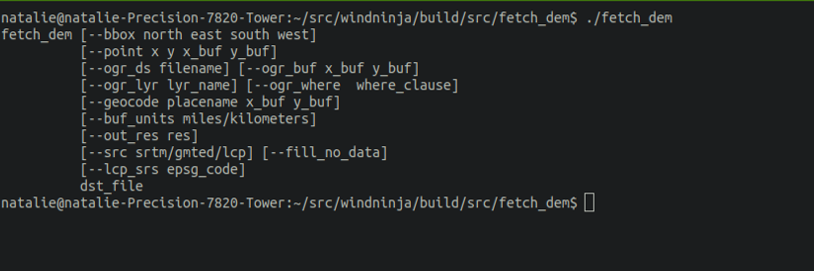 natalie@natalie-Precision-7820-Tower:~/src/windninja/build/src/fetch_dem$ ./fetch_dem
fetch_dem [--bbox north east south west]
[--point x y x_buf y_buf]
[--ogr_ds filename] [--ogr_buf x_buf y_buf]
[--ogr_lyr lyr_name] [--ogr_where  where_clause]
[--geocode placename x_buf y_buf]
[--buf_units miles/kilometers]
[--out_res res]
[--src srtm/gmted/lcp] [--fill_no_data]
[--lcp_srs epsg_code]
dst_file
natalie@natalie-Precision-7820-Tower:~/src/windninja/build/src/fetch_dem$